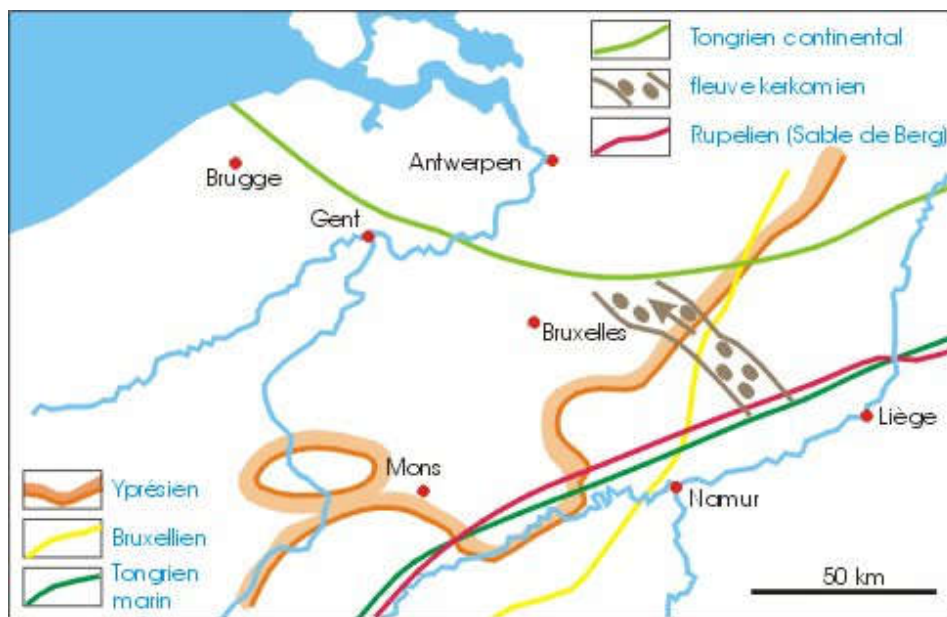 Tongrien continental
fleuve kerkomien
Rupelien (Sable de Berg)
Antwerpen
Brugge
Gent
Bruxelles
Liège
Mons
Namur
Yprésien
Bruxellien
Tongrien
marin
50 km